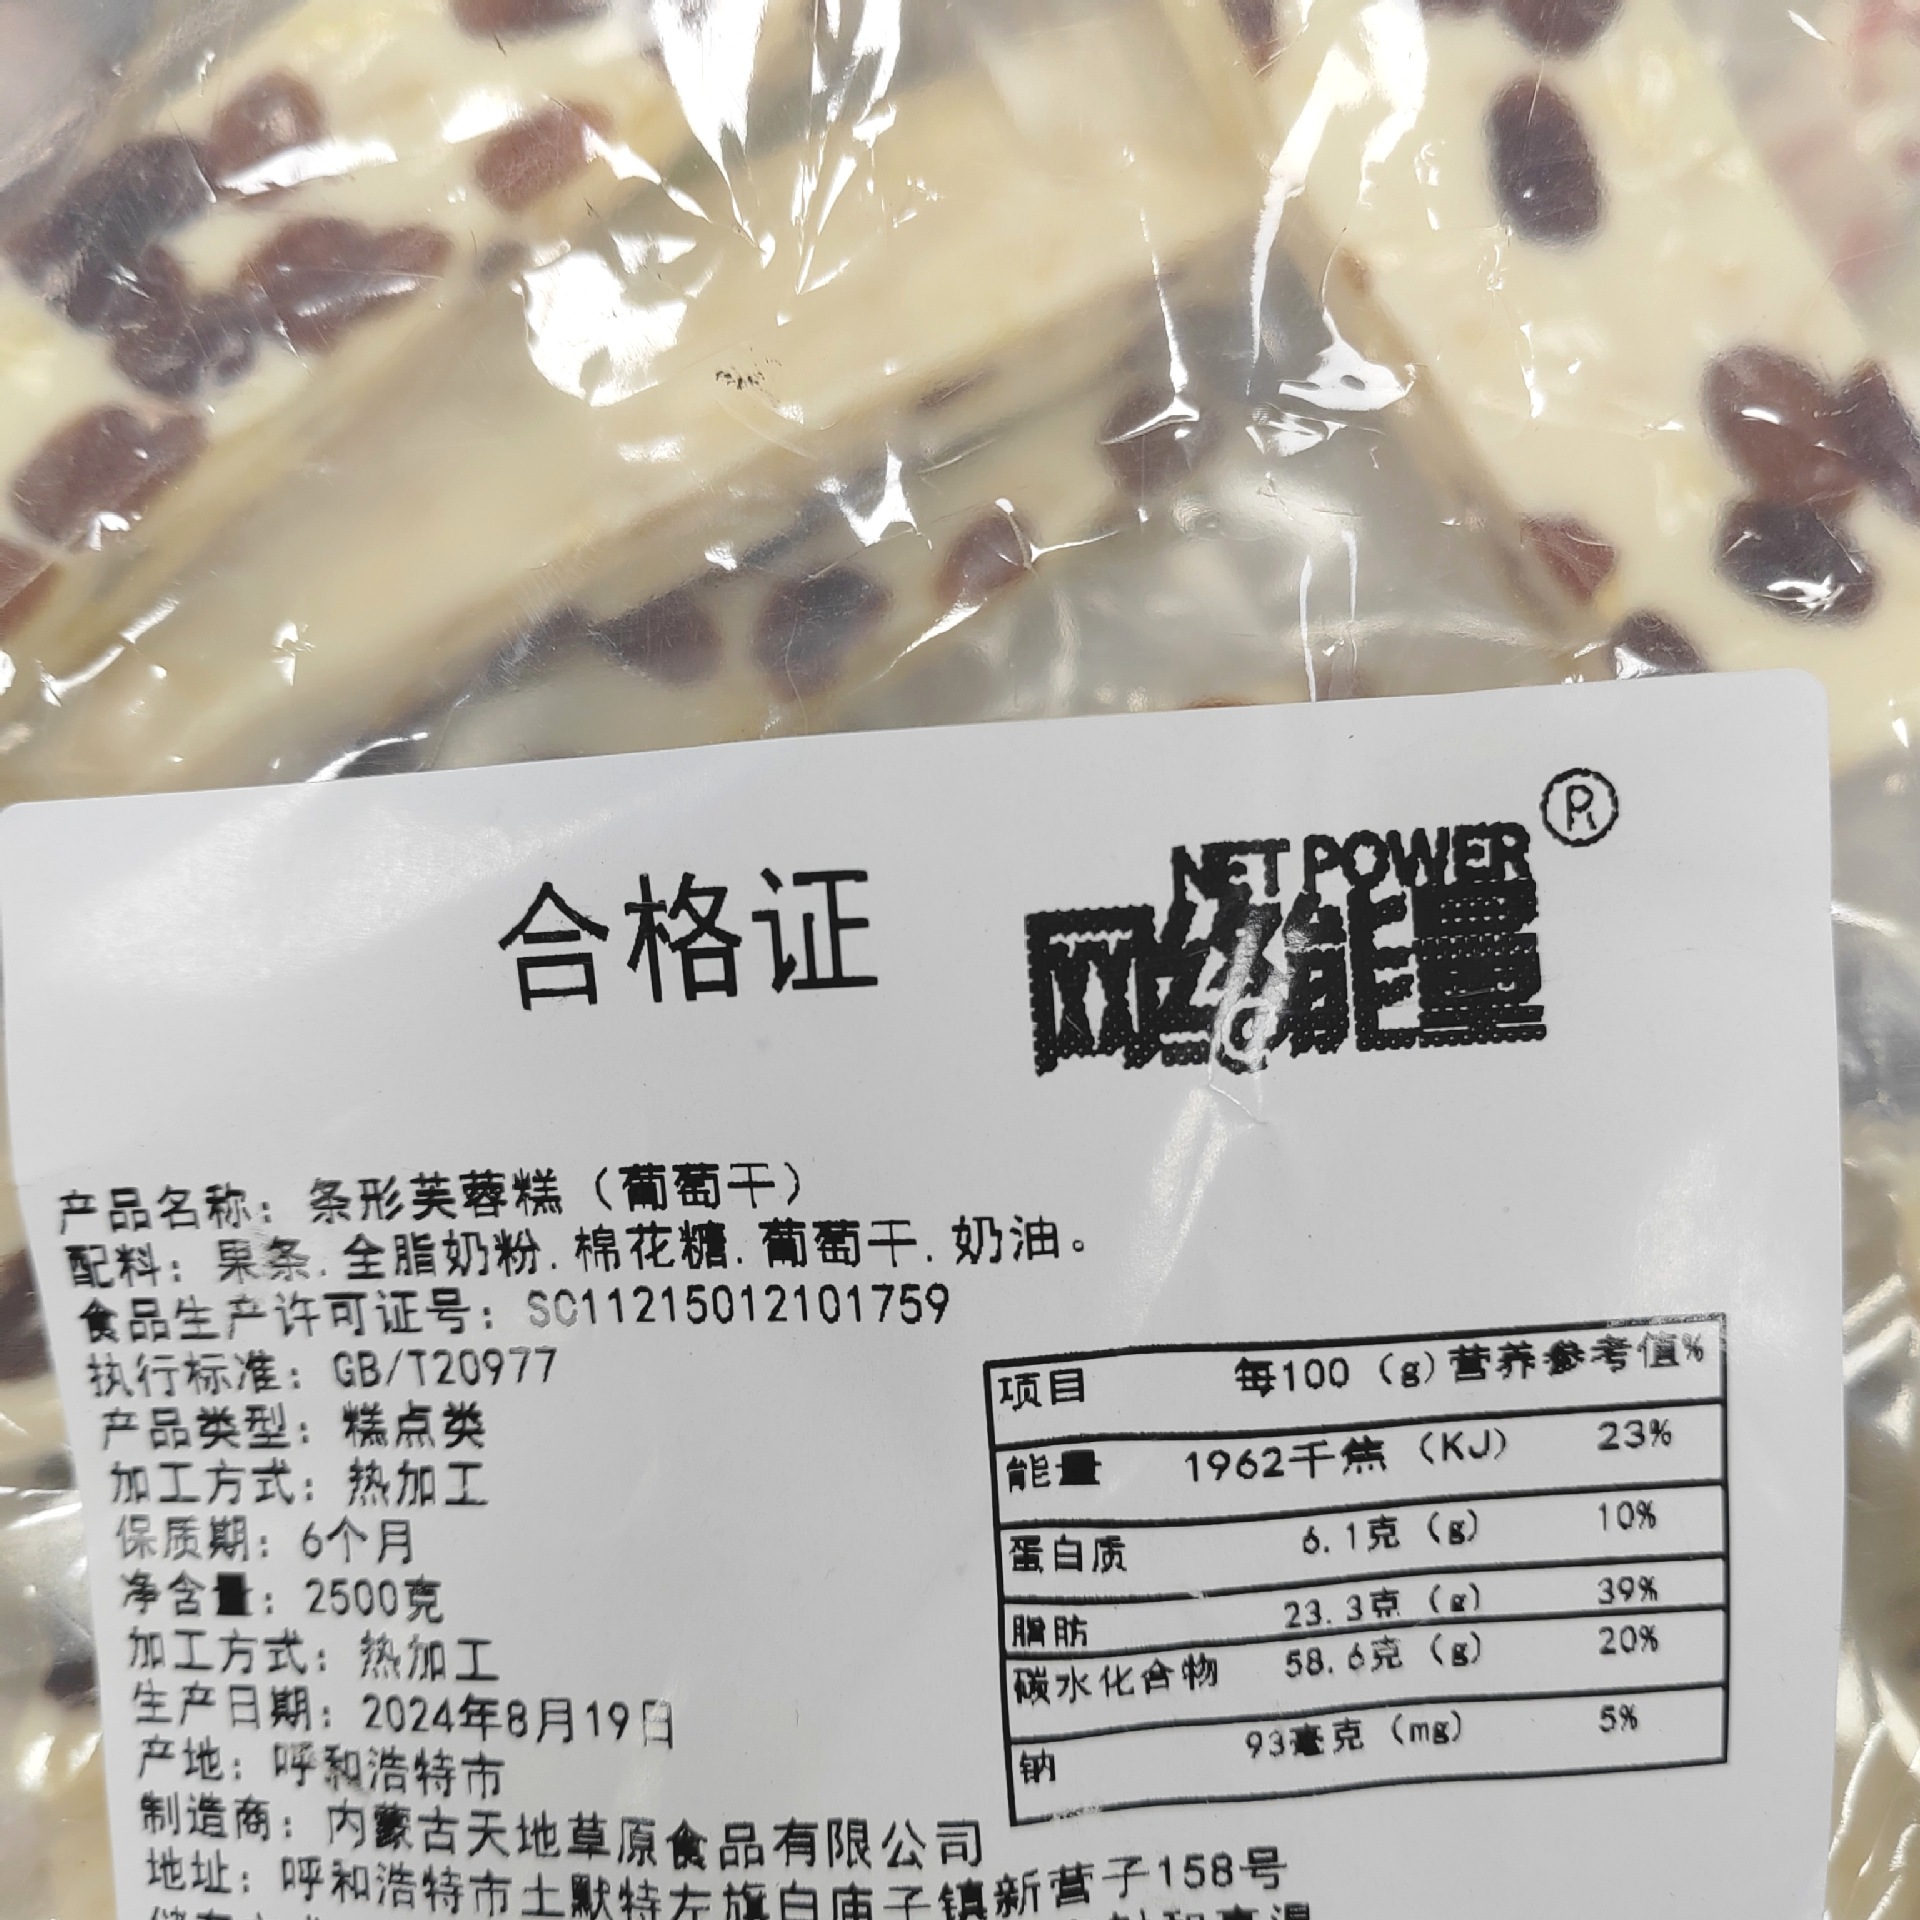 NET POWER ®
合格证 网络能量
产品名称：条形芙蓉糕（葡萄干）
配料：果条.全脂奶粉.棉花糖.葡萄干.奶油。
食品生产许可证号：SC11215012101759
执行标准：GB/T20977
产品类型：糕点类
加工方式：热加工
保质期：6个月
净含量：2500克
加工方式：热加工
生产日期：2024年8月19日
产地：呼和浩特市
制造商：内蒙古天地草原食品有限公司
地址：呼和浩特市土默特左旗白庙子镇新营子158号
项目 每100（g）营养参考值%
能量 1962千焦（KJ） 23%
蛋白质 6.1克（g） 10%
脂肪 23.3克（g） 39%
碳水化合物 58.6克（g） 20%
钠 93毫克（mg） 5%